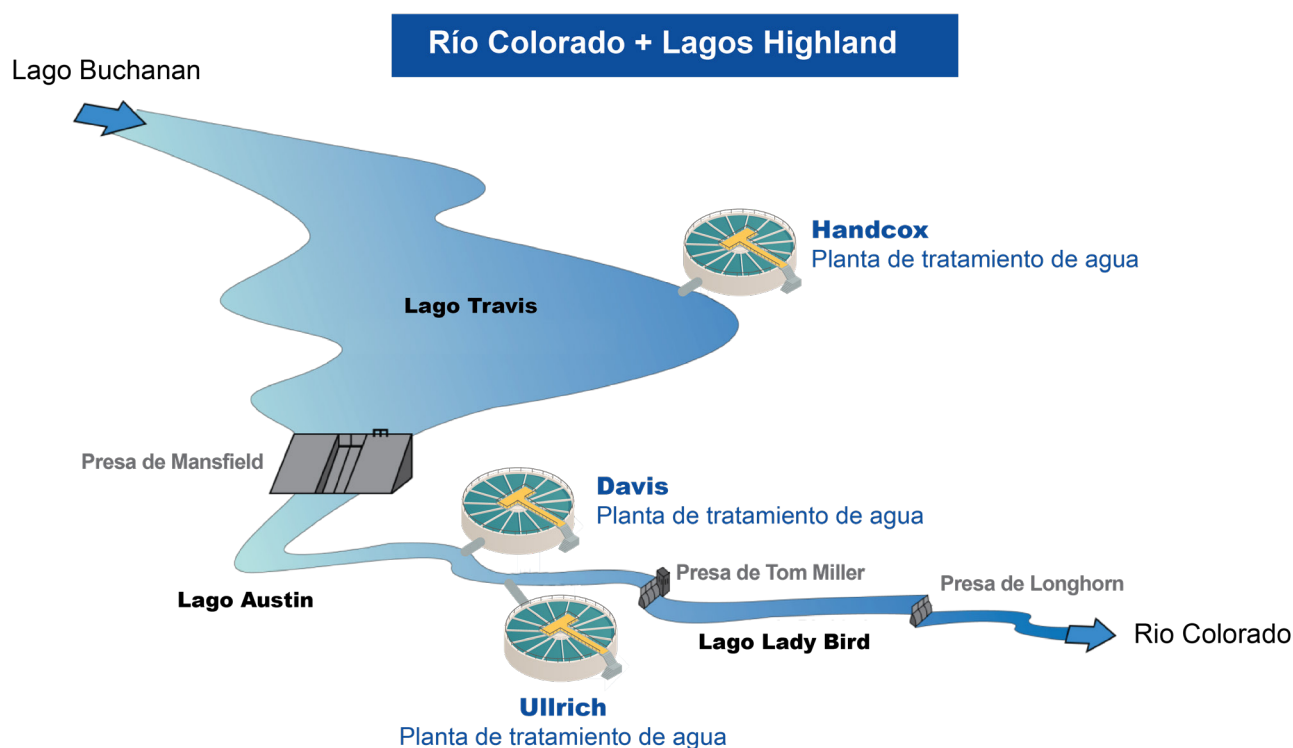 Río Colorado + Lagos Highland
Lago Buchanan
Handcox
Planta de tratamiento de agua
Lago Travis
Presa de Mansfield
Davis
Planta de tratamiento de agua
Presa de Tom Miller
Presa de Longhorn
Lago Austin
Lago Lady Bird
Rio Colorado
Ullrich
Planta de tratamiento de agua